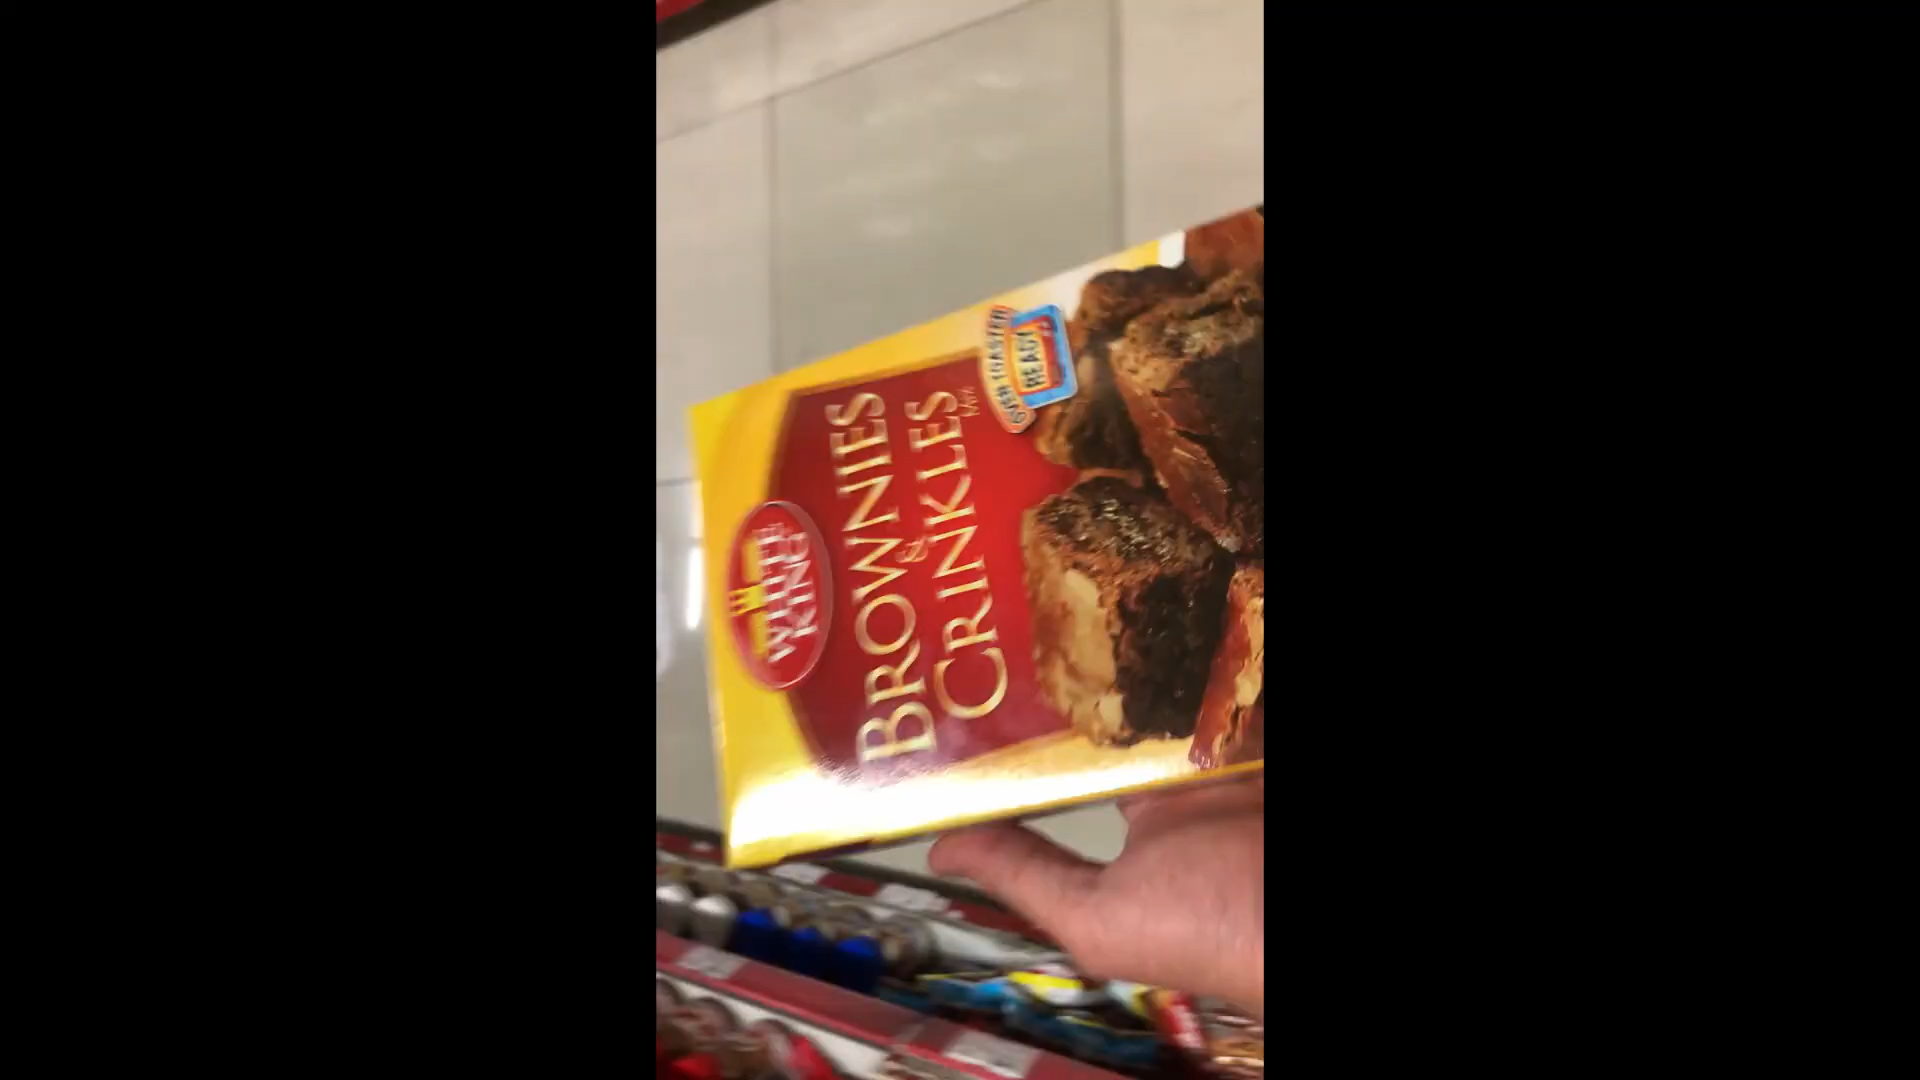 WHITE
KING
BROWNIES
&
CRINKLES
MIX
OVEN TOASTER
READY